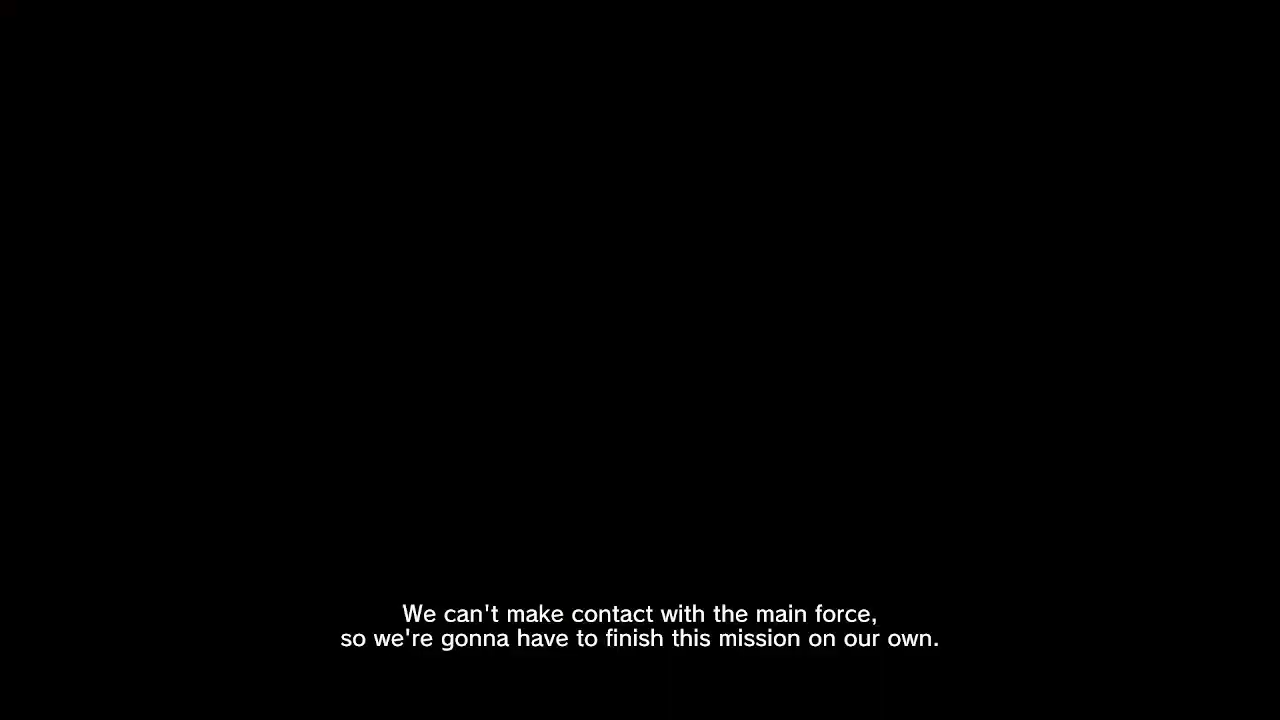 We can't make contact with the main force,
so we're gonna have to finish this mission on our own.